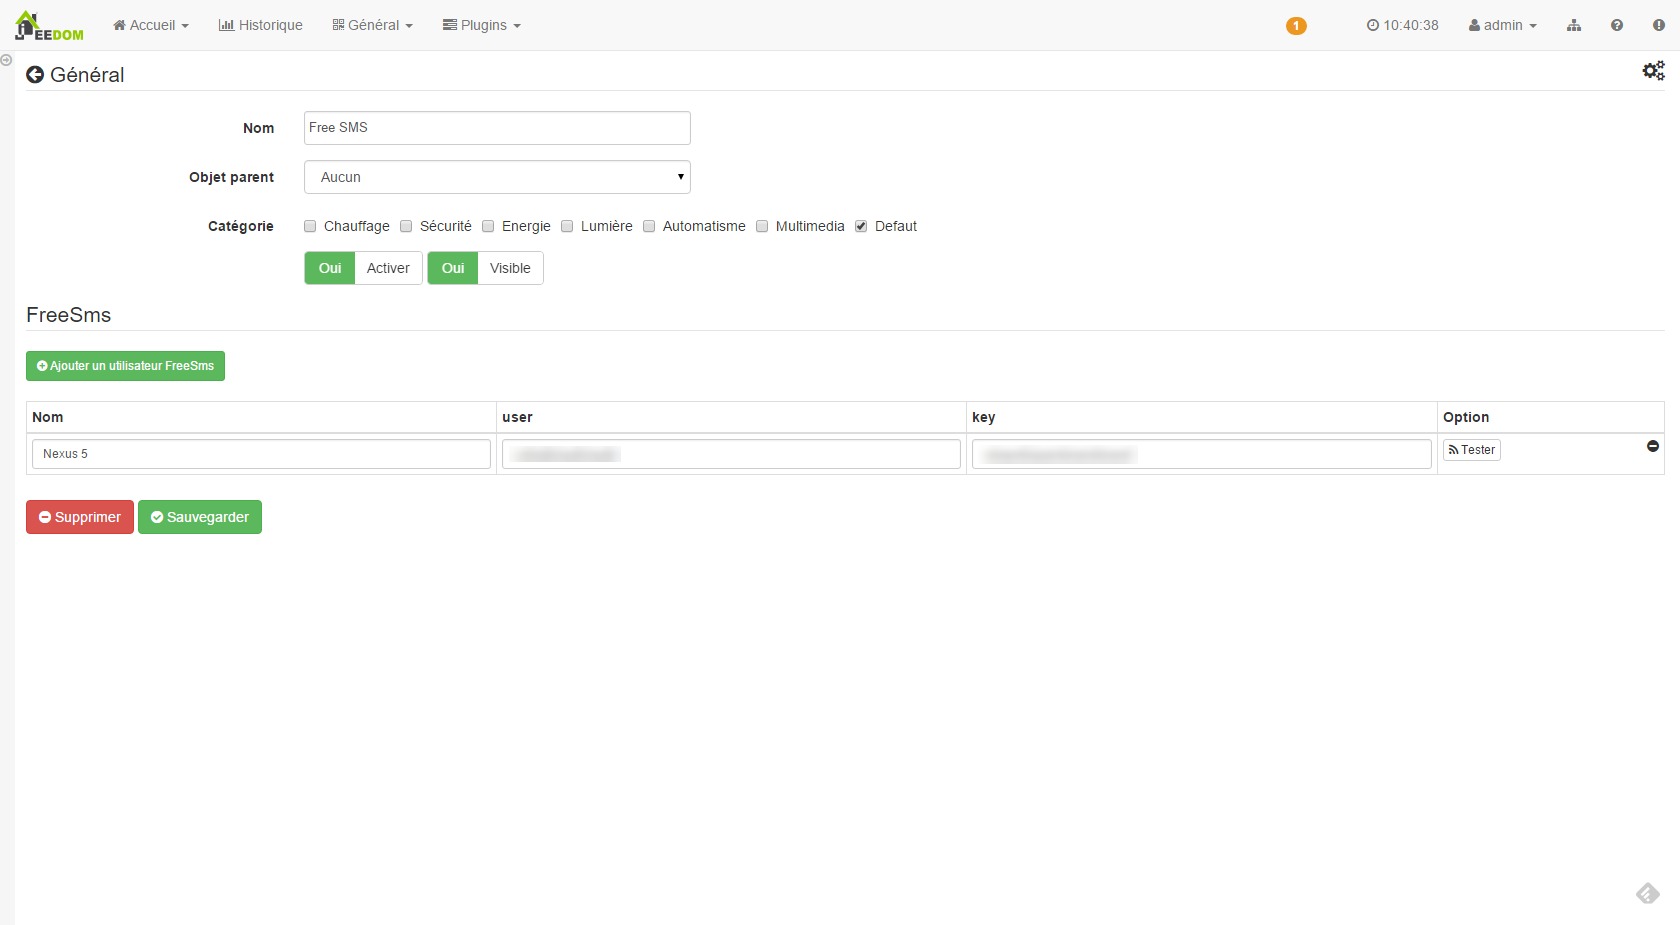 JEEDOM Accueil Historique Général Plugins 1 10:40:38 admin
Général
Nom Free SMS
Objet parent Aucun
Catégorie Chauffage Sécurité Energie Lumière Automatisme Multimedia Defaut
Oui Activer Oui Visible
FreeSms
Ajouter un utilisateur FreeSms
Nom user key Option
Nexus 5 Tester
Supprimer Sauvegarder